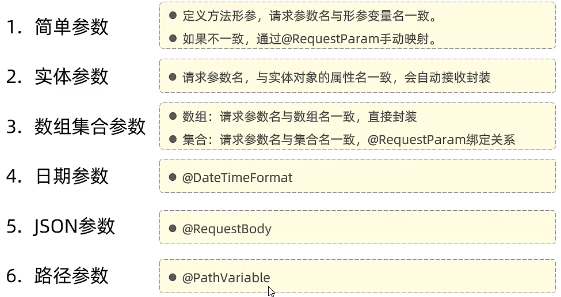 1. 简单参数
● 定义方法形参，请求参数名与形参变量名一致。
● 如果不一致，通过@RequestParam手动映射。
2. 实体参数
● 请求参数名，与实体对象的属性名一致，会自动接收封装
3. 数组集合参数
● 数组：请求参数名与数组名一致，直接封装
● 集合：请求参数名与集合名一致，@RequestParam绑定关系
4. 日期参数
● @DateTimeFormat
5. JSON参数
● @RequestBody
6. 路径参数
● @PathVariable